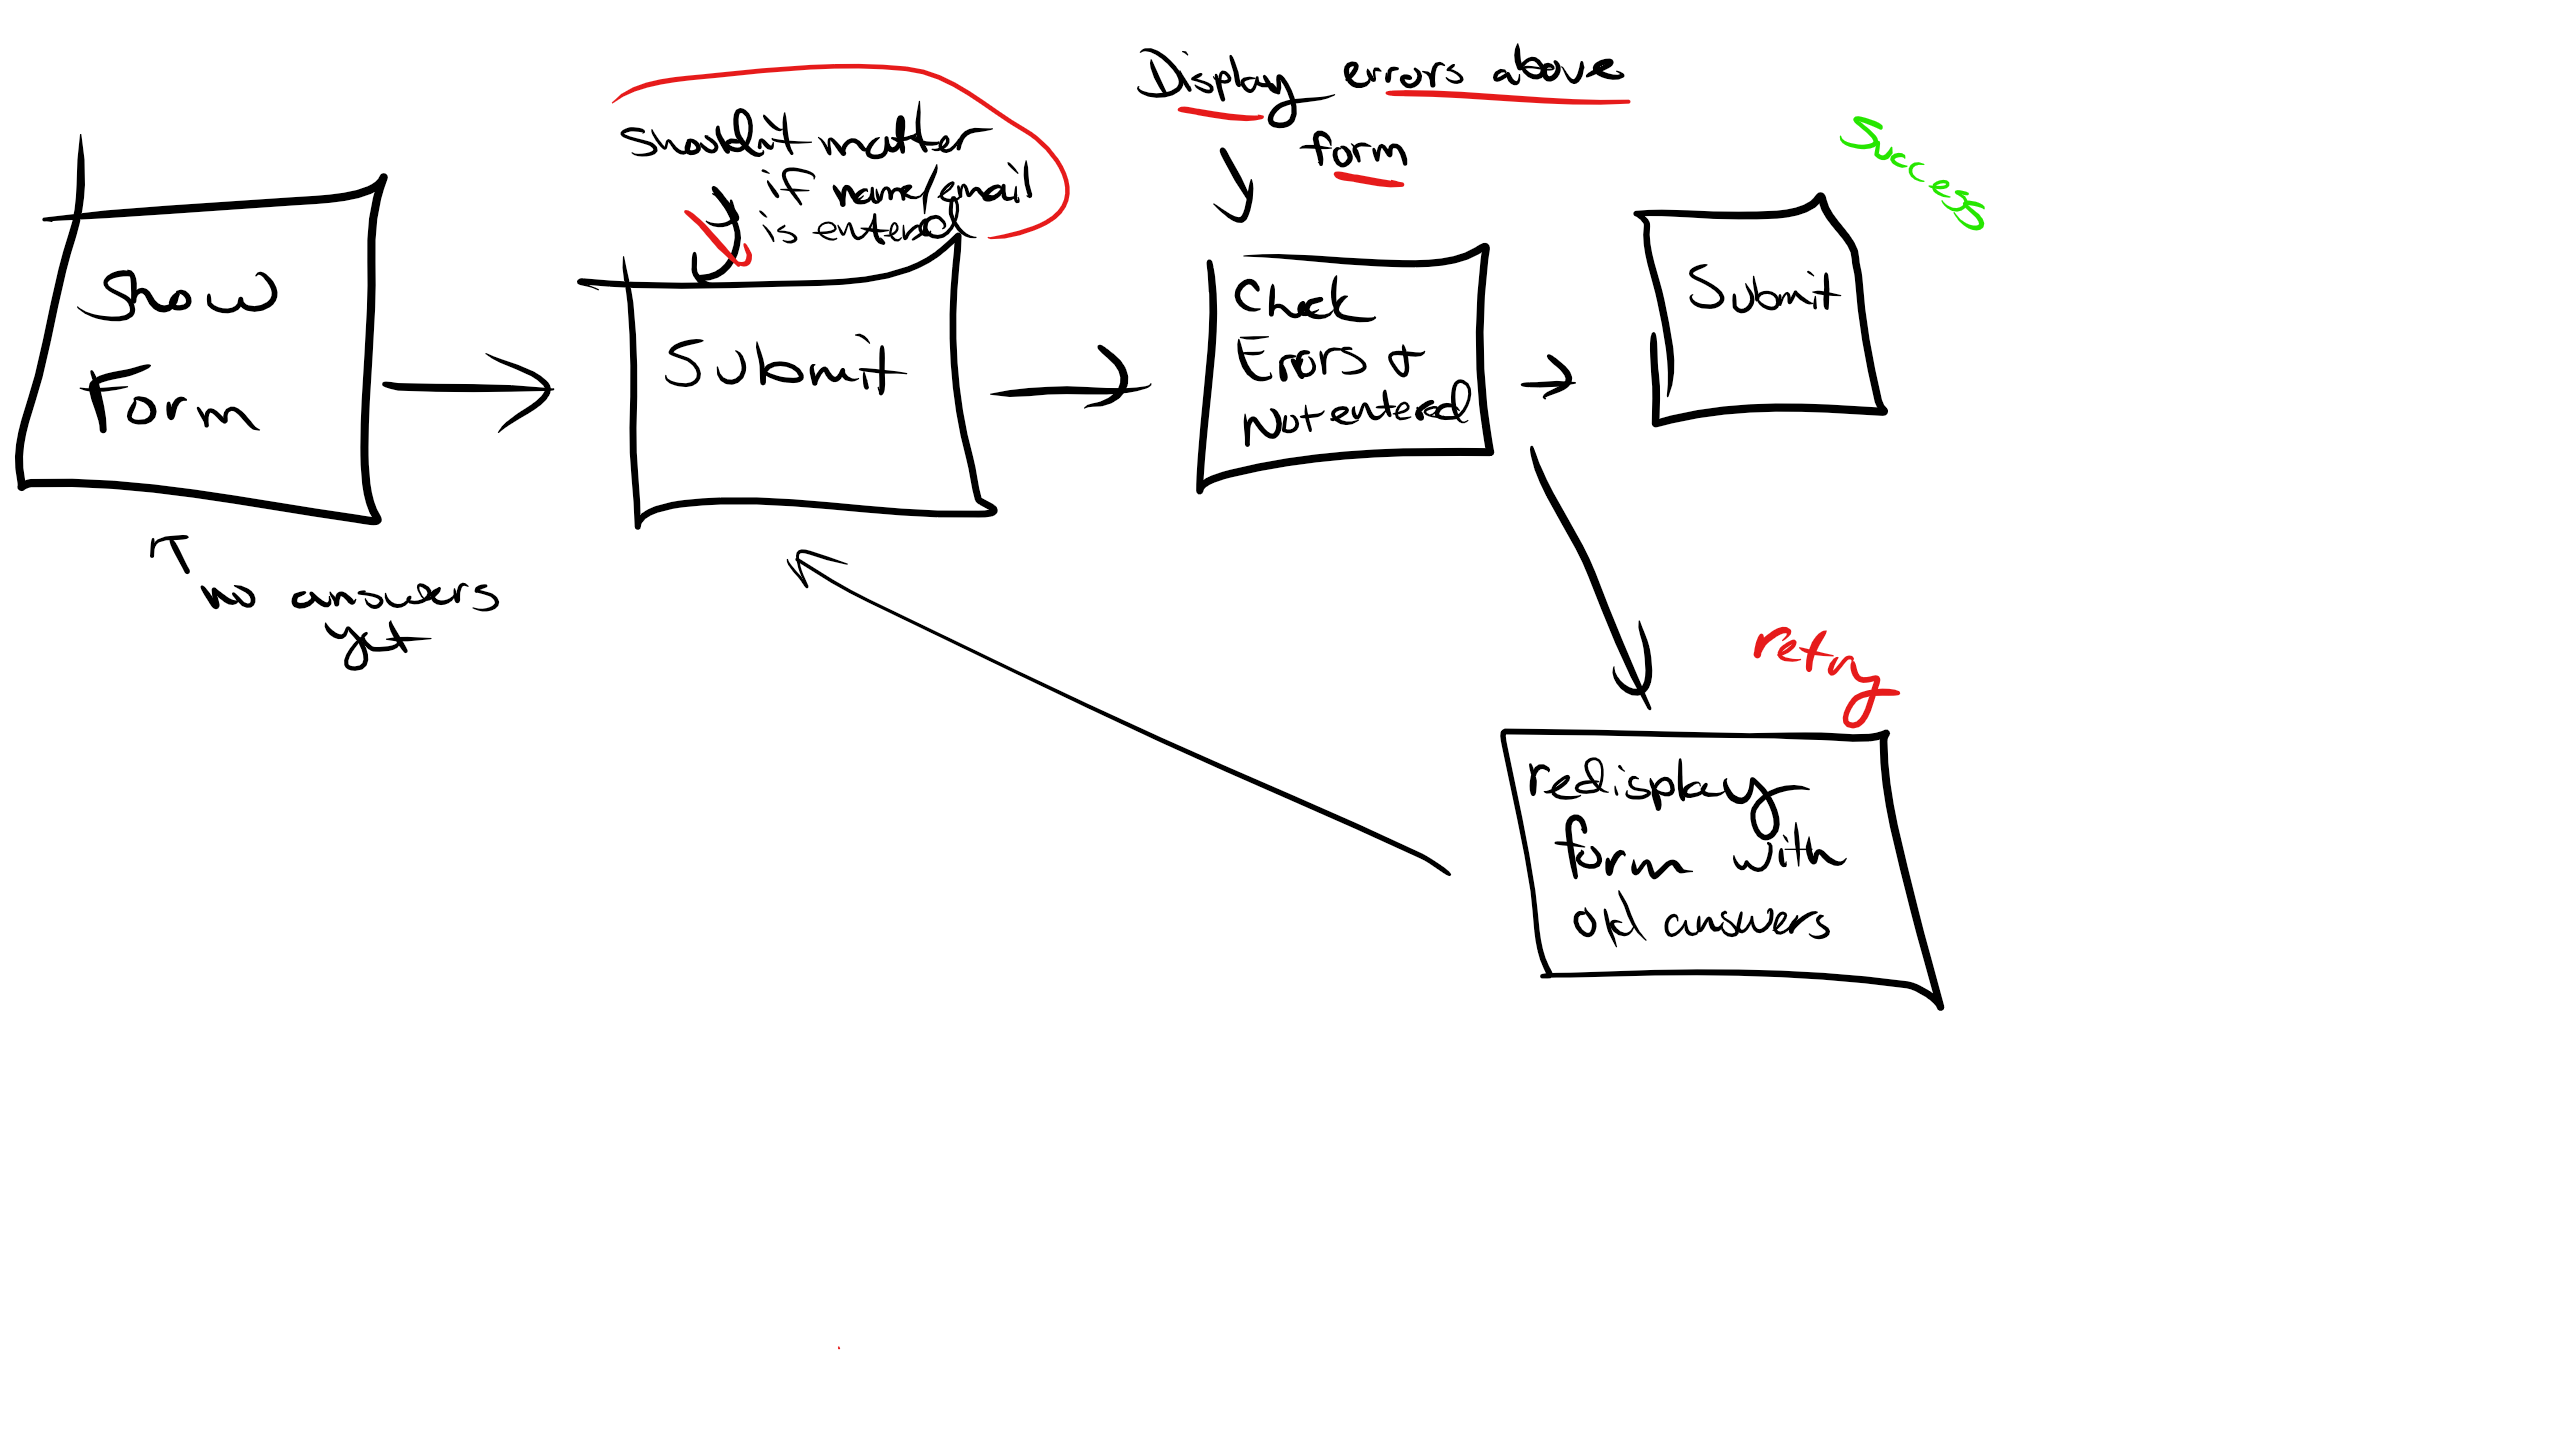 Show
Form
no answers
yet
shouldn't matter
if name/email
is entered
Submit
Display errors above
form
Check
Errors +
Not entered
Success
Submit
retry
redisplay
form with
old answers